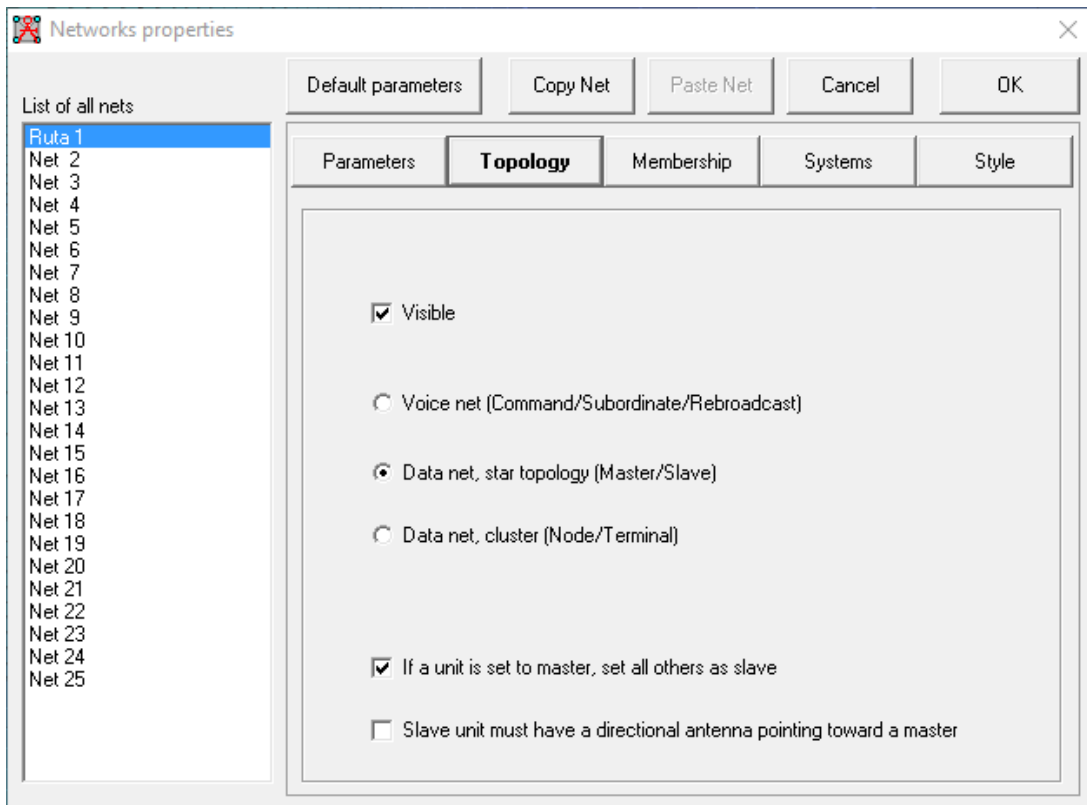 Networks properties
Default parameters
Copy Net
Paste Net
Cancel
OK
List of all nets
Ruta 1
Net 2
Net 3
Net 4
Net 5
Net 6
Net 7
Net 8
Net 9
Net 10
Net 11
Net 12
Net 13
Net 14
Net 15
Net 16
Net 17
Net 18
Net 19
Net 20
Net 21
Net 22
Net 23
Net 24
Net 25
Parameters
Topology
Membership
Systems
Style
Visible
Voice net (Command/Subordinate/Rebroadcast)
Data net, star topology (Master/Slave)
Data net, cluster (Node/Terminal)
If a unit is set to master, set all others as slave
Slave unit must have a directional antenna pointing toward a master